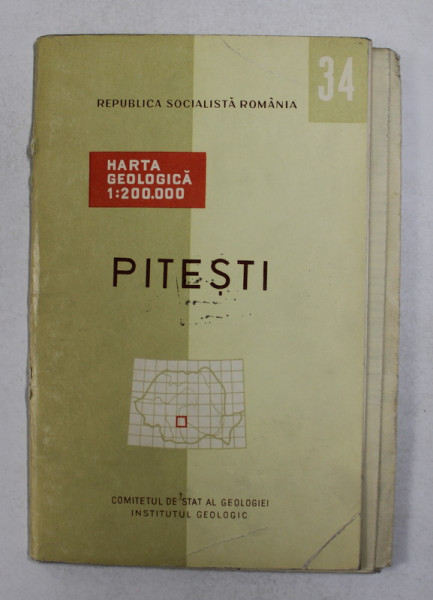 34
REPUBLICA SOCIALISTĂ ROMÂNIA
HARTA
GEOLOGICĂ
1:200.000
PITEȘTI
COMITETUL DE STAT AL GEOLOGIEI
INSTITUTUL GEOLOGIC